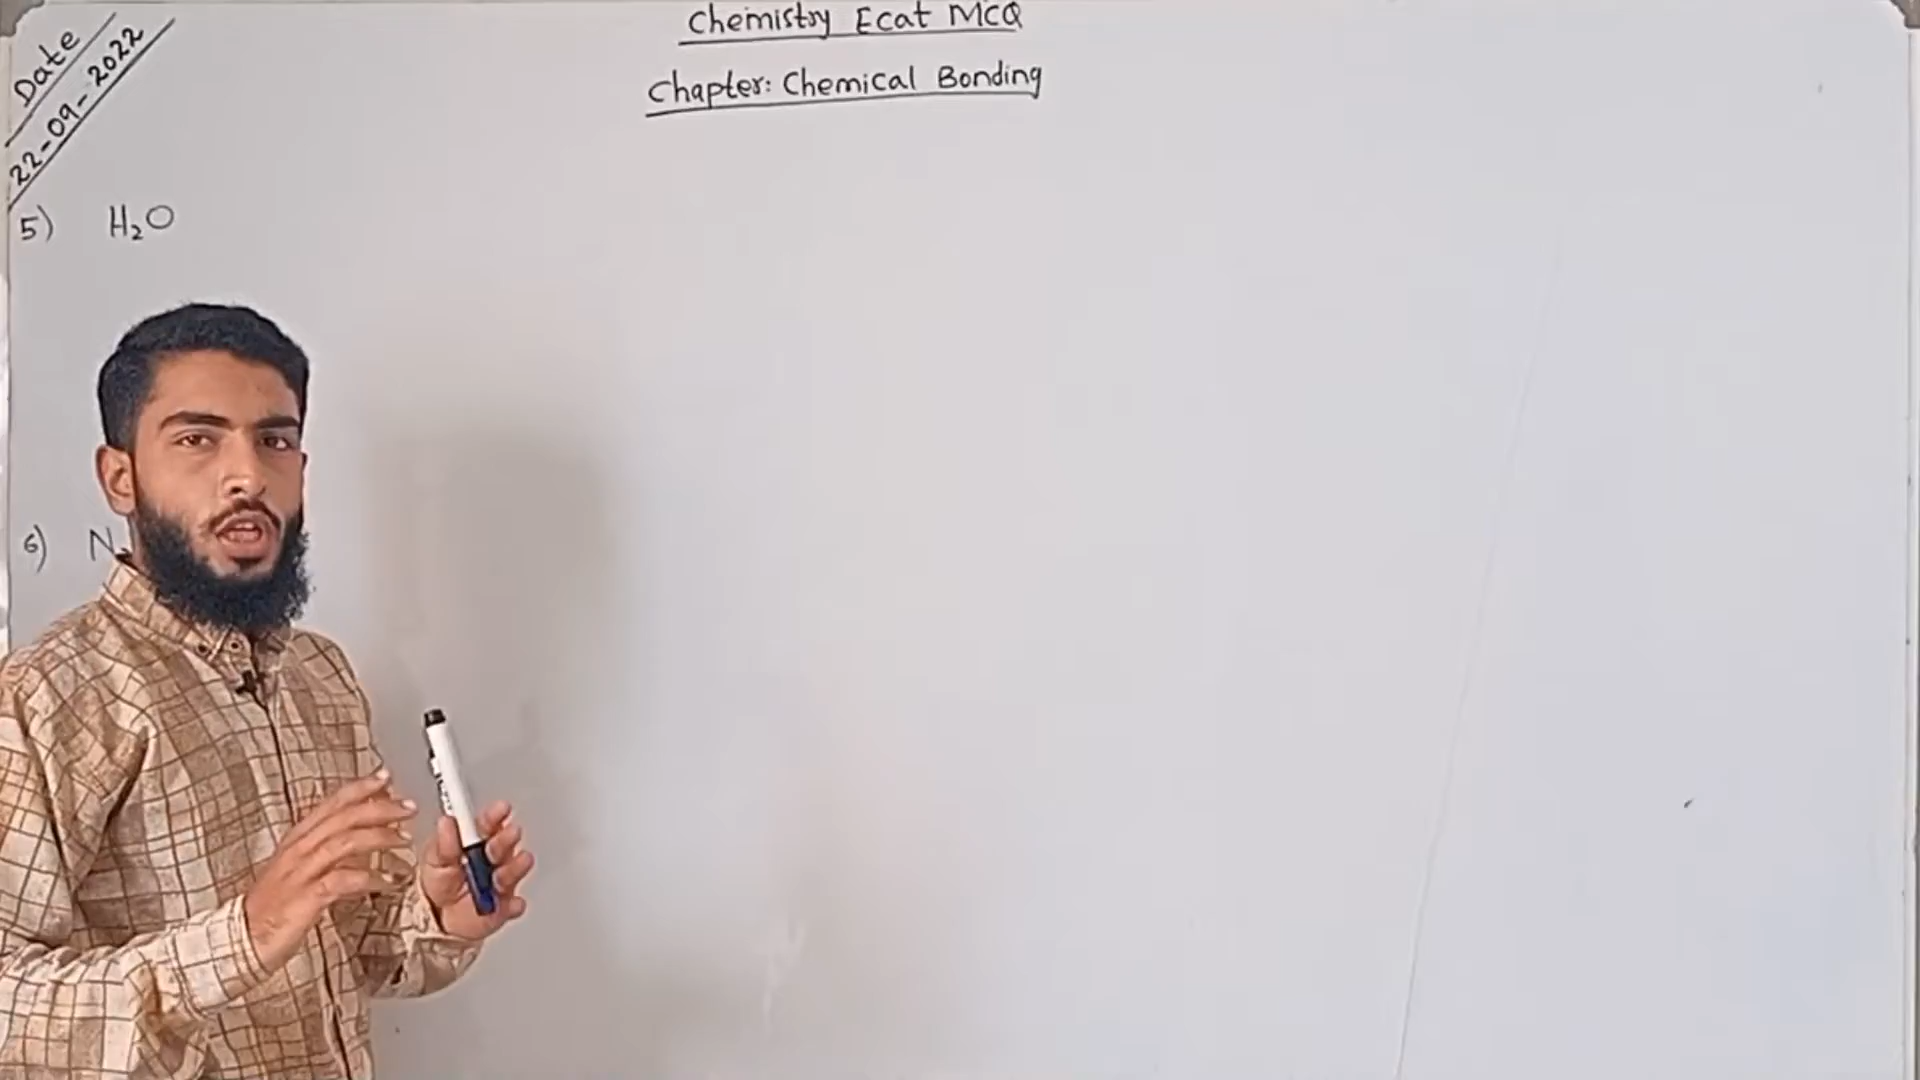 Chemistry Ecat MCQ
Chapter: Chemical Bonding
Date
22-09-2022
5) H₂O
6) N